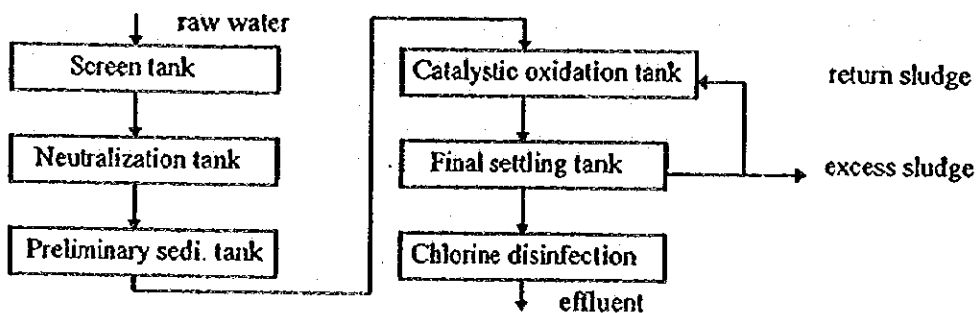 raw water
Screen tank
Neutralization tank
Preliminary sedi. tank
Catalystic oxidation tank
return sludge
Final settling tank
excess sludge
Chlorine disinfection
effluent